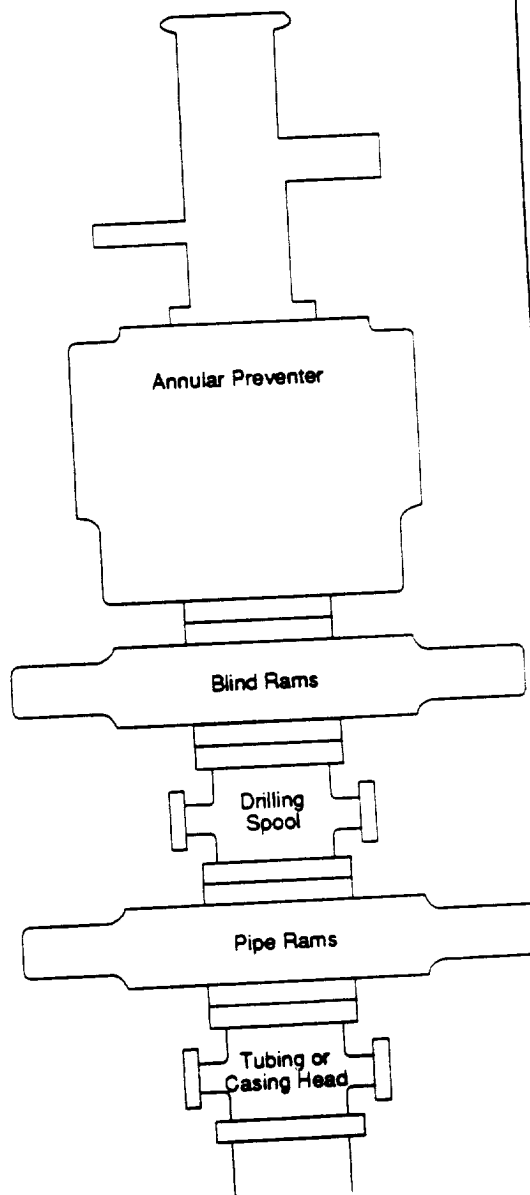 Annular Preventer
Blind Rams
Drilling
Spool
Pipe Rams
Tubing or
Casing Head